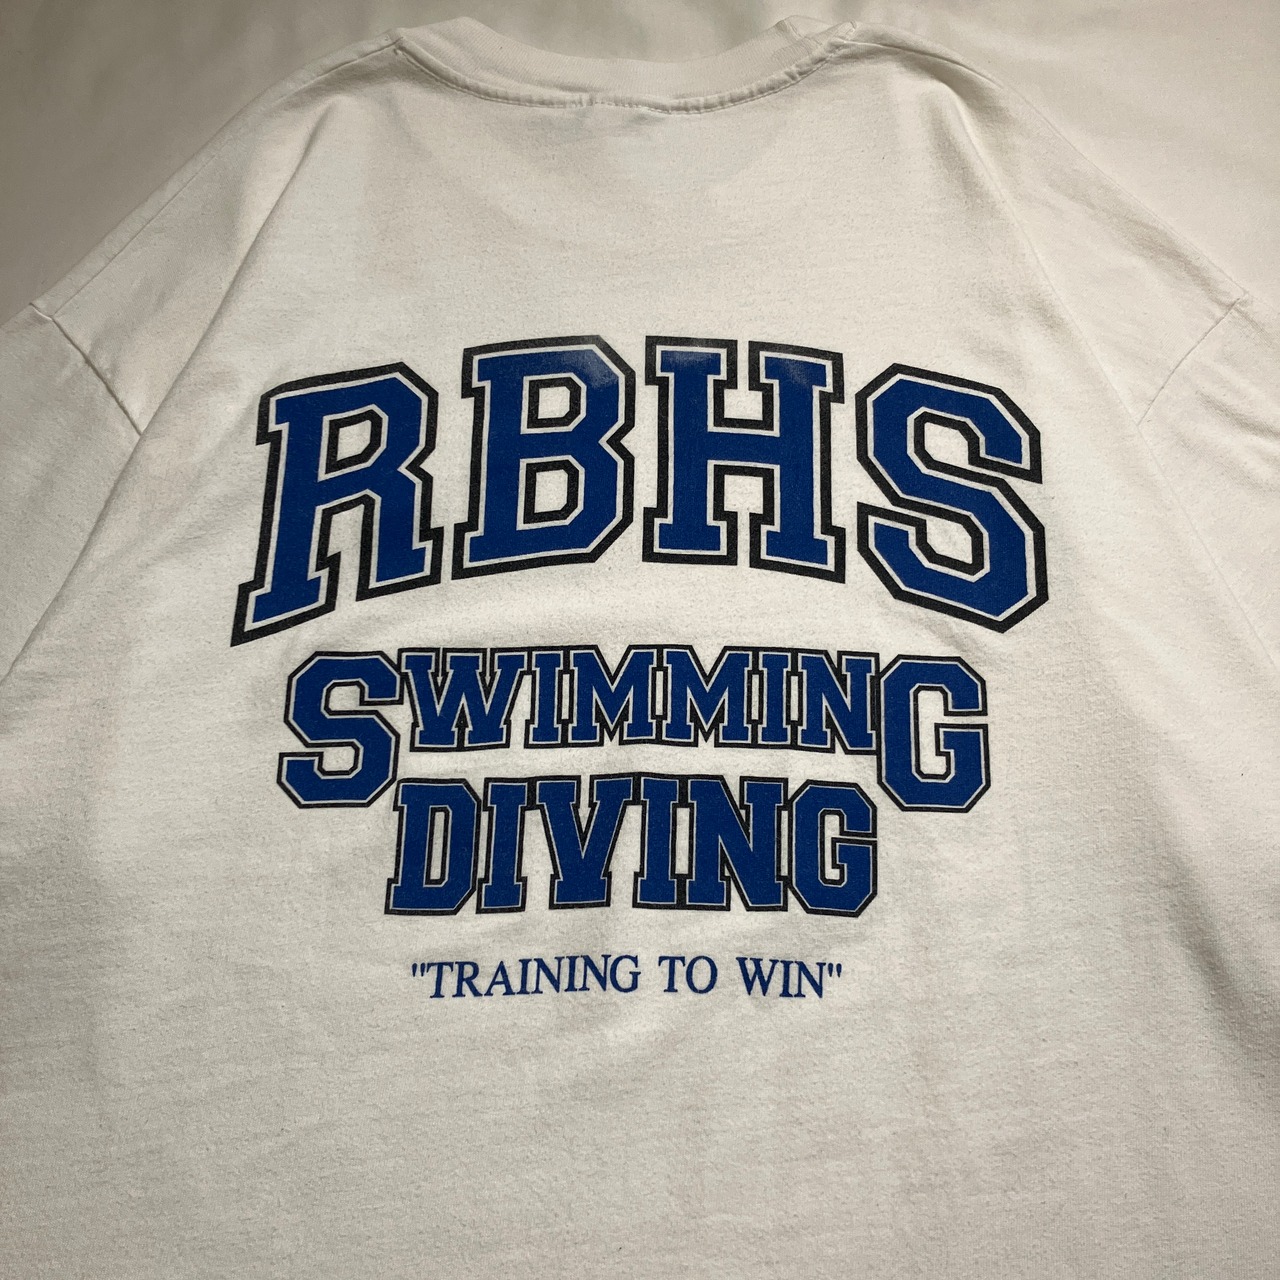 RBHS
SWIMMING
DIVING
"TRAINING TO WIN"